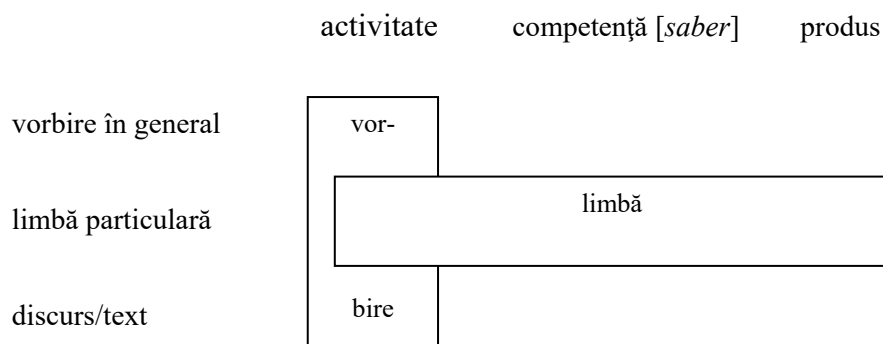 activitate competenţă [saber] produs
vorbire în general vor-
limbă
limbă particulară
bire
discurs/text